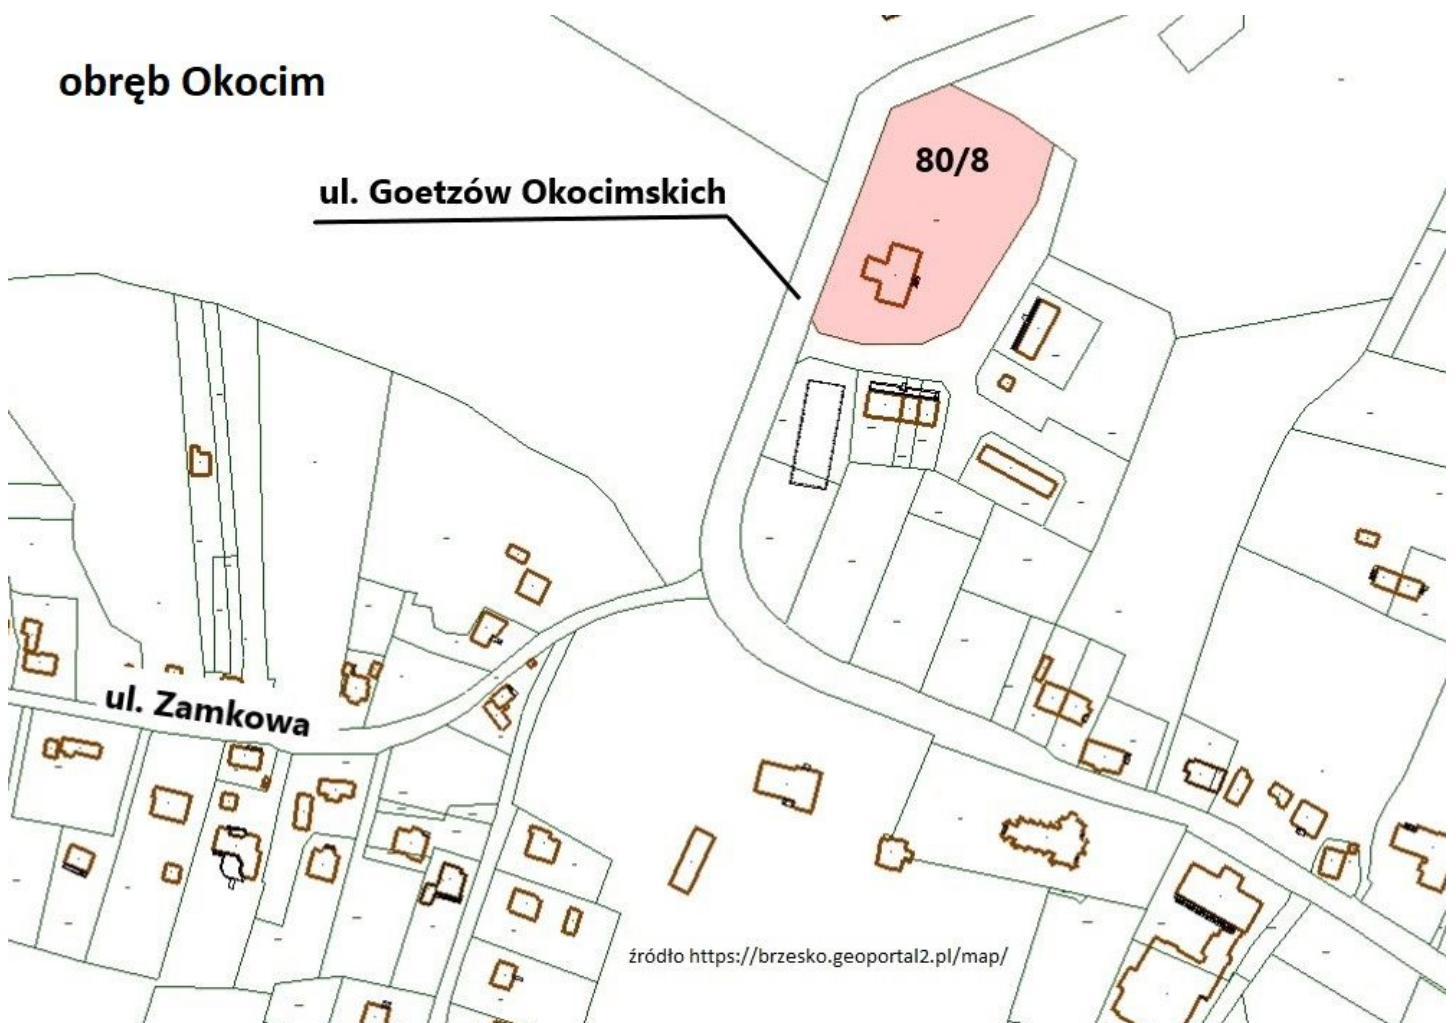 obręb Okocim
80/8
ul. Goetzów Okocimskich
ul. Zamkowa
źródło https://brzesko.geoportal2.pl/map/